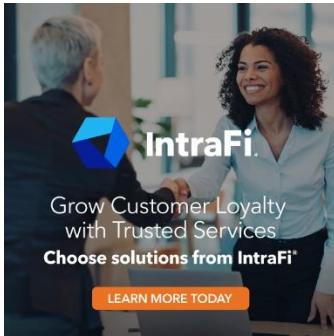 IntraFi.
Grow Customer Loyalty
with Trusted Services
Choose solutions from IntraFi®
LEARN MORE TODAY